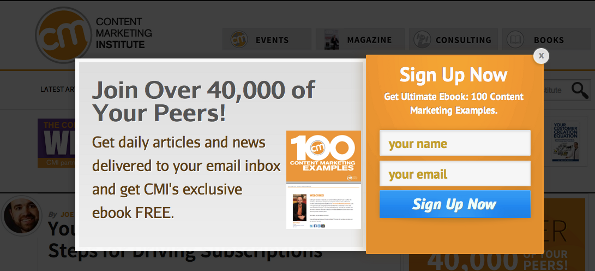 CONTENT
MARKETING
INSTITUTE
EVENTS
MAGAZINE
CONSULTING
BOOKS
x
LATEST AR
Join Over 40,000 of
Your Peers!
Get daily articles and news
delivered to your email inbox
and get CMI's exclusive
ebook FREE.
cm
100
CONTENT MARKETING
EXAMPLES
Sign Up Now
Get Ultimate Ebook: 100 Content
Marketing Examples.
your name
your email
Sign Up Now
By JOE
You
Steps for Driving Subscriptions
40,000 OF